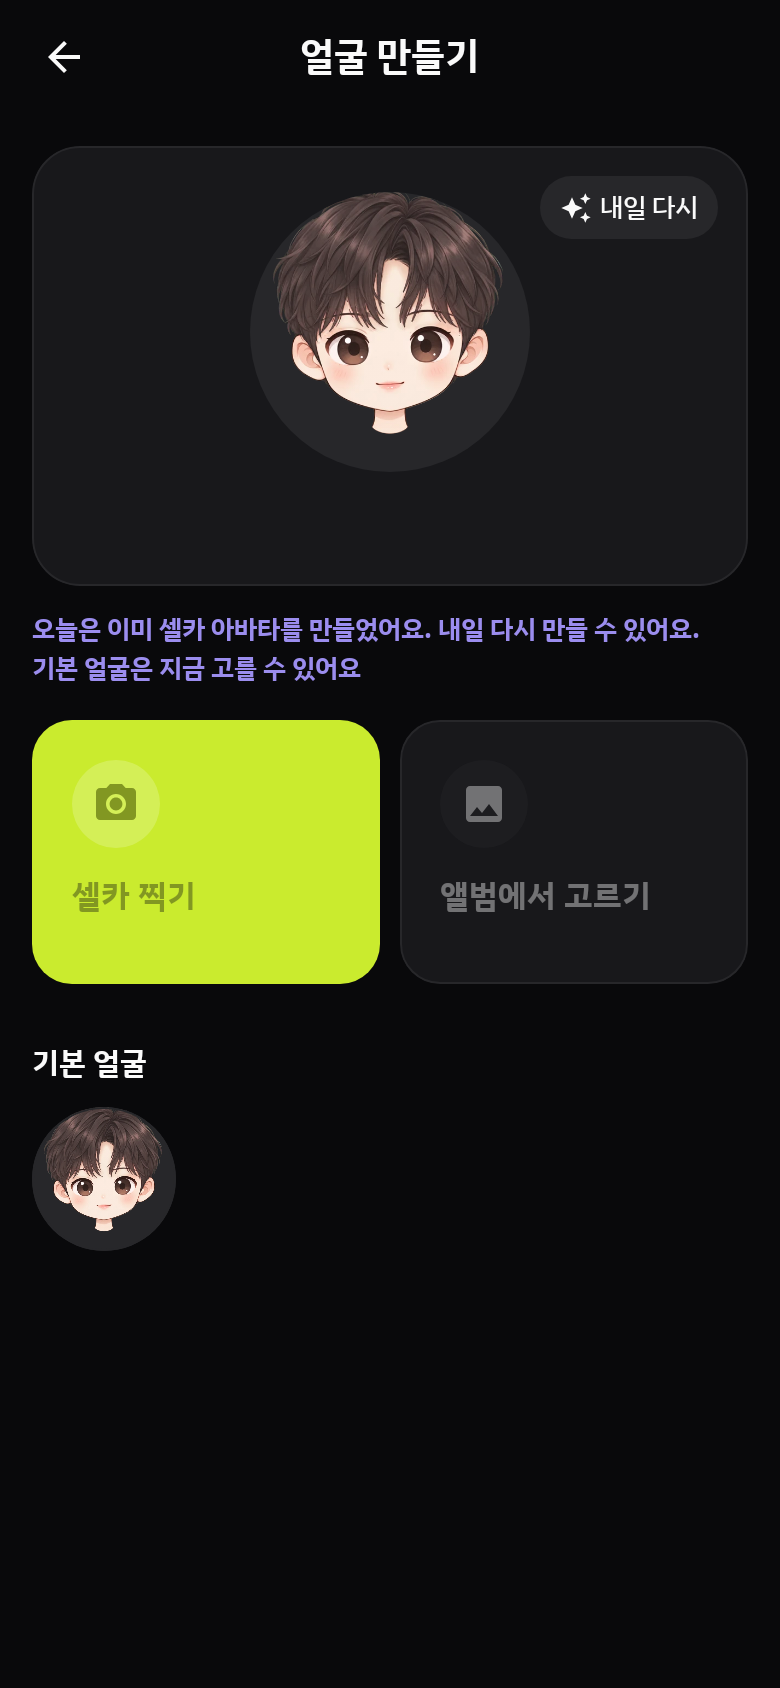 얼굴 만들기
내일 다시
오늘은 이미 셀카 아바타를 만들었어요. 내일 다시 만들 수 있어요.
기본 얼굴은 지금 고를 수 있어요
셀카 찍기
앨범에서 고르기
기본 얼굴